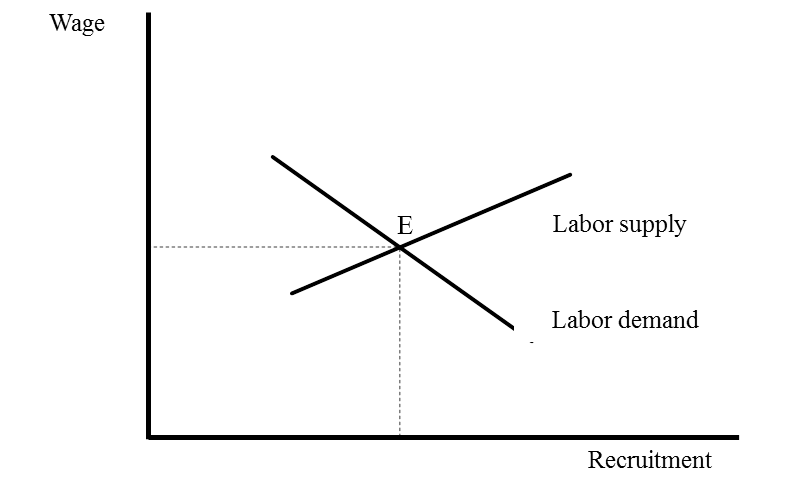 Wage
E
Labor supply
Labor demand
Recruitment